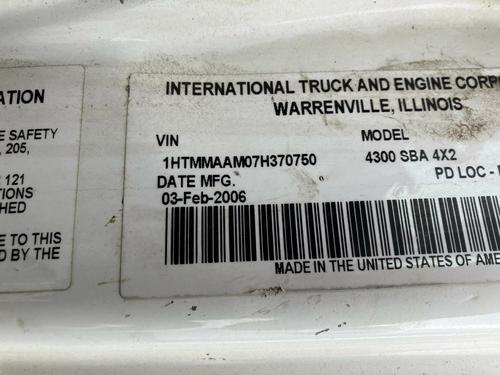 ATION
E SAFETY
, 205,
121
TIONS
SHED
E TO THIS
D BY THE
INTERNATIONAL TRUCK AND ENGINE CORP
WARRENVILLE, ILLINOIS
VIN
MODEL
1HTMMAAM07H370750
4300 SBA 4X2
DATE MFG.
PD LOC -
03-Feb-2006
MADE IN THE UNITED STATES OF AME